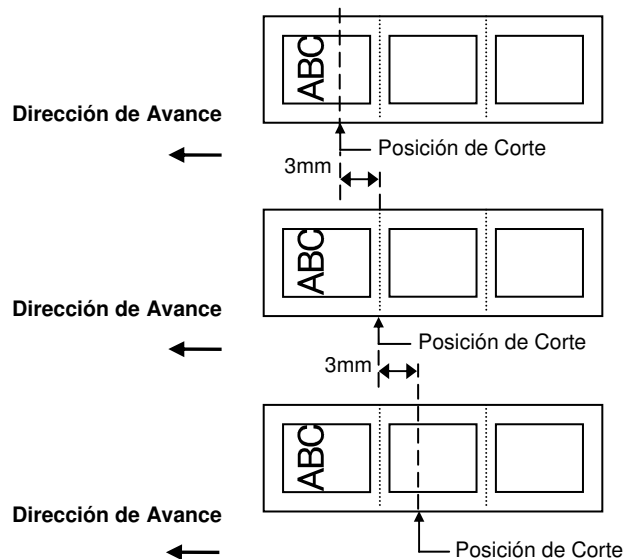 ABC
Dirección de Avance
Posición de Corte
3mm
ABC
Dirección de Avance
Posición de Corte
3mm
ABC
Dirección de Avance
Posición de Corte